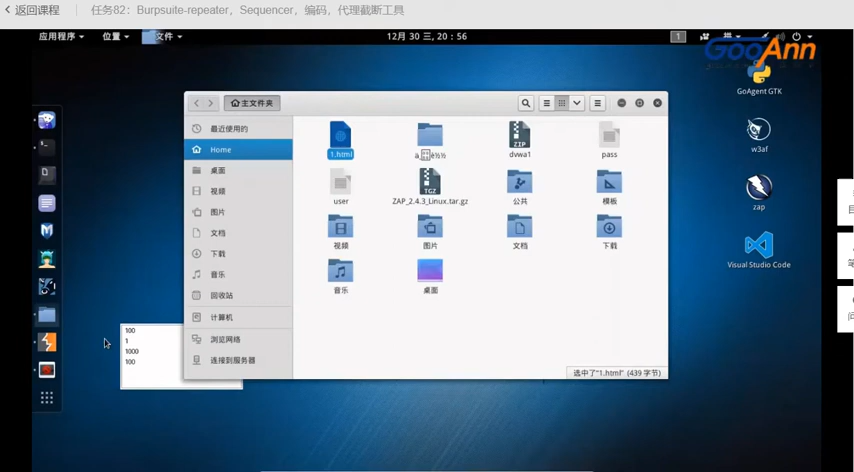 返回课程
任务82：Burpsuite-repeater，Sequencer，编码，代理截断工具
应用程序 位置 文件 12月 30 三, 20：56 1
GooAnn
主文件夹
最近使用的
Home
桌面
视频
图片
文档
下载
音乐
回收站
计算机
浏览网络
连接到服务器
1.html
dvwa1
pass
user
ZAP_2.4.3_Linux.tar.gz
公共
模板
视频
图片
文档
下载
音乐
桌面
选中了"1.html" (439 字节)
100
1
1000
100
GoAgent GTK
w3af
zap
Visual Studio Code